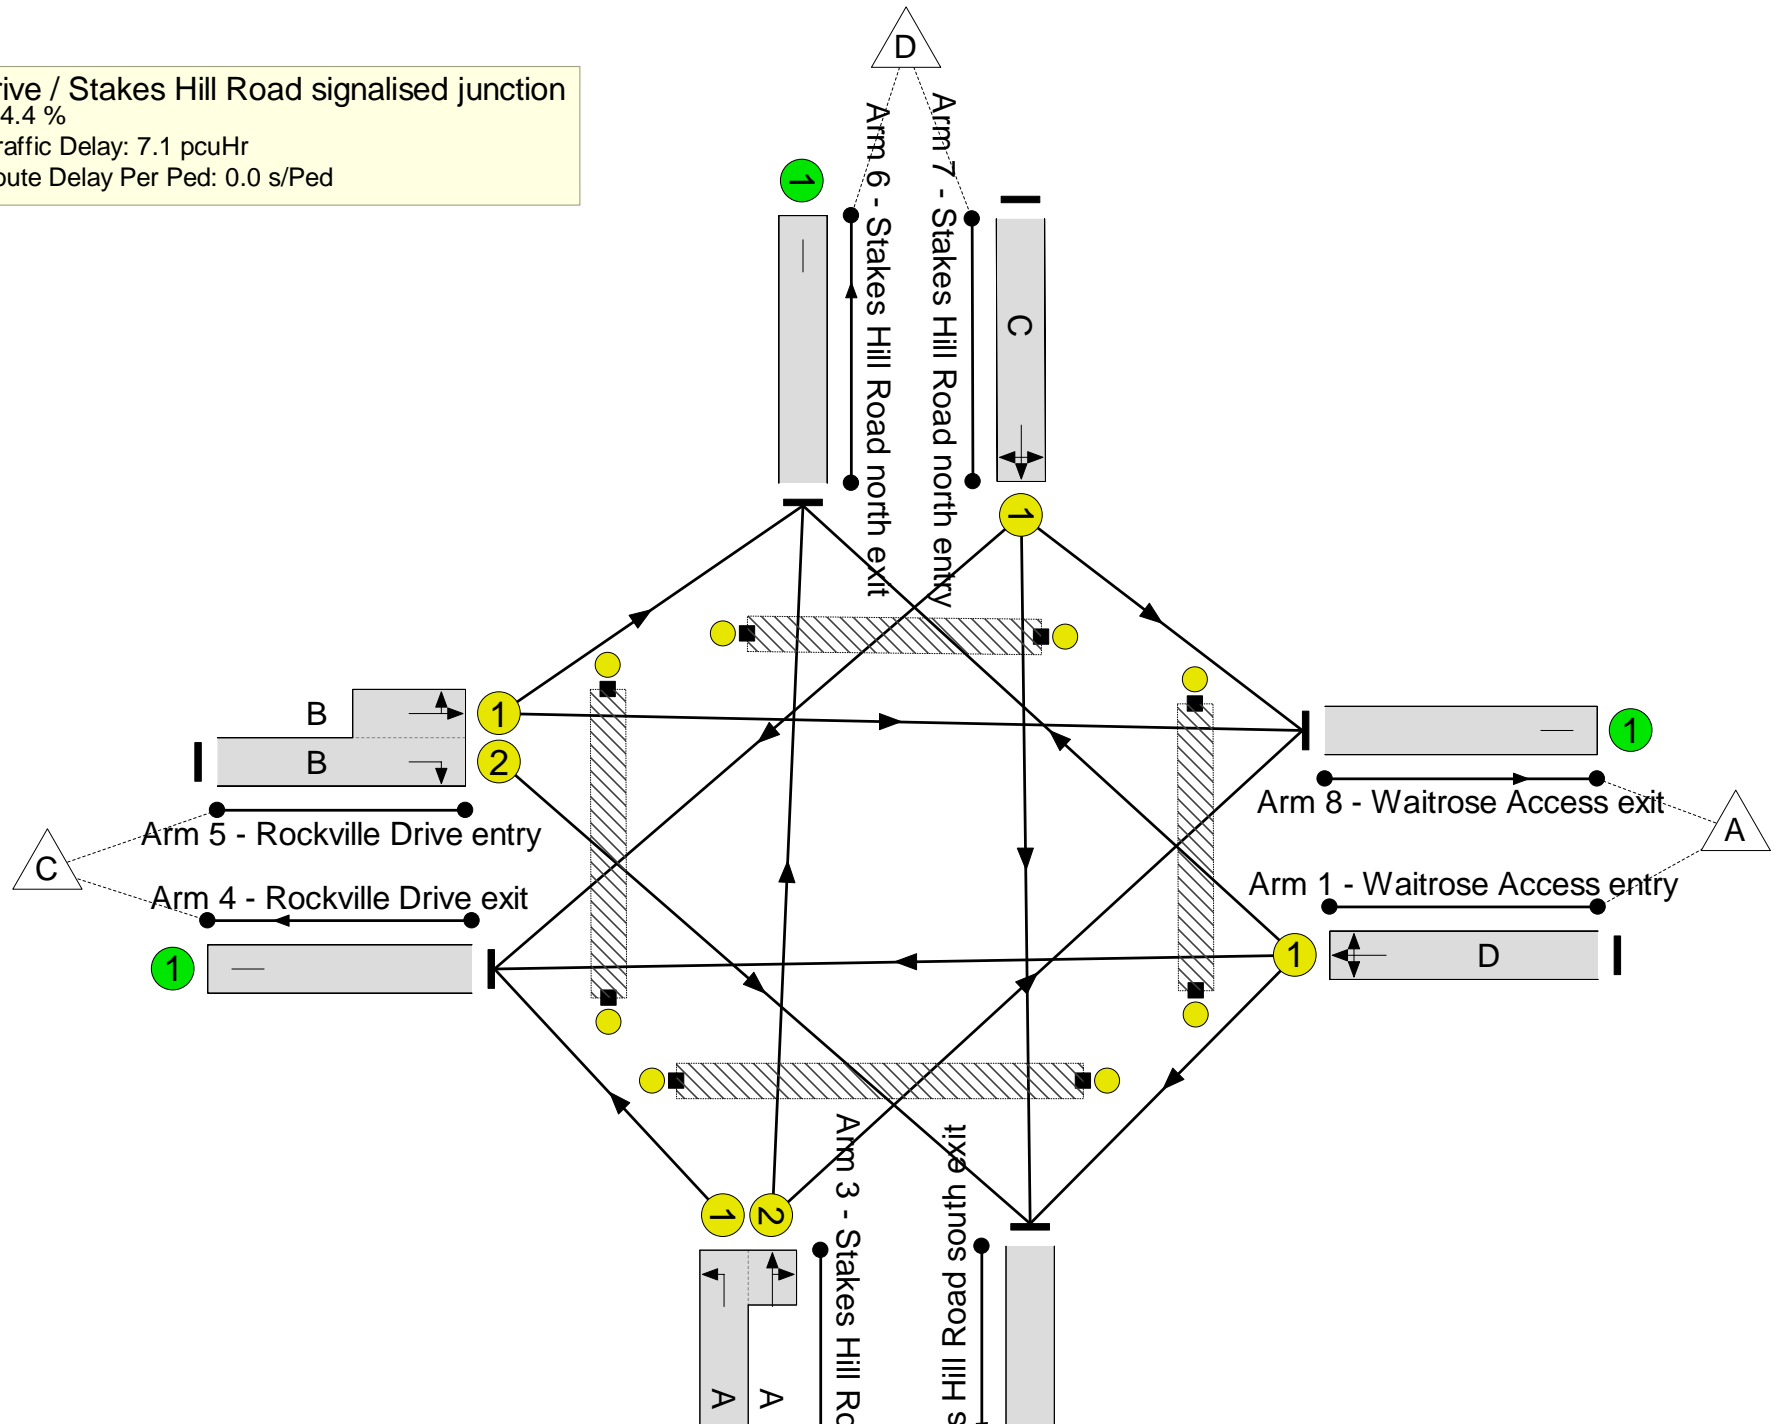 D
rive / Stakes Hill Road signalised junction
4.4 %
raffic Delay: 7.1 pcuHr
oute Delay Per Ped: 0.0 s/Ped
1
Arm 6 - Stakes Hill Road north exit
Arm 7 - Stakes Hill Road north entry
C
1
B
1
B
2
Arm 5 - Rockville Drive entry
C
Arm 4 - Rockville Drive exit
1
1
Arm 8 - Waitrose Access exit
A
Arm 1 - Waitrose Access entry
1
D
1
2
Arm 3 - Stakes Hill Ro
s Hill Road south exit
A
A